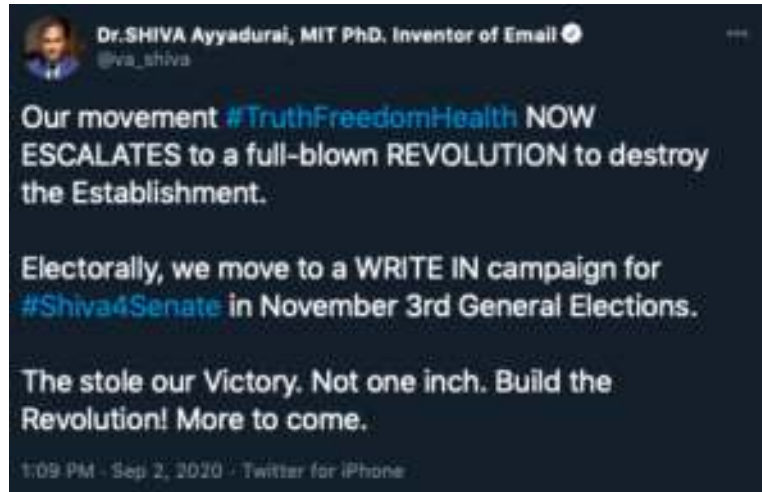 Dr.SHIVA Ayyadurai, MIT PhD. Inventor of Email
@va_shiva
Our movement #TruthFreedomHealth NOW
ESCALATES to a full-blown REVOLUTION to destroy
the Establishment.
Electorally, we move to a WRITE IN campaign for
#Shiva4Senate in November 3rd General Elections.
The stole our Victory. Not one inch. Build the
Revolution! More to come.
1:09 PM · Sep 2, 2020 · Twitter for iPhone